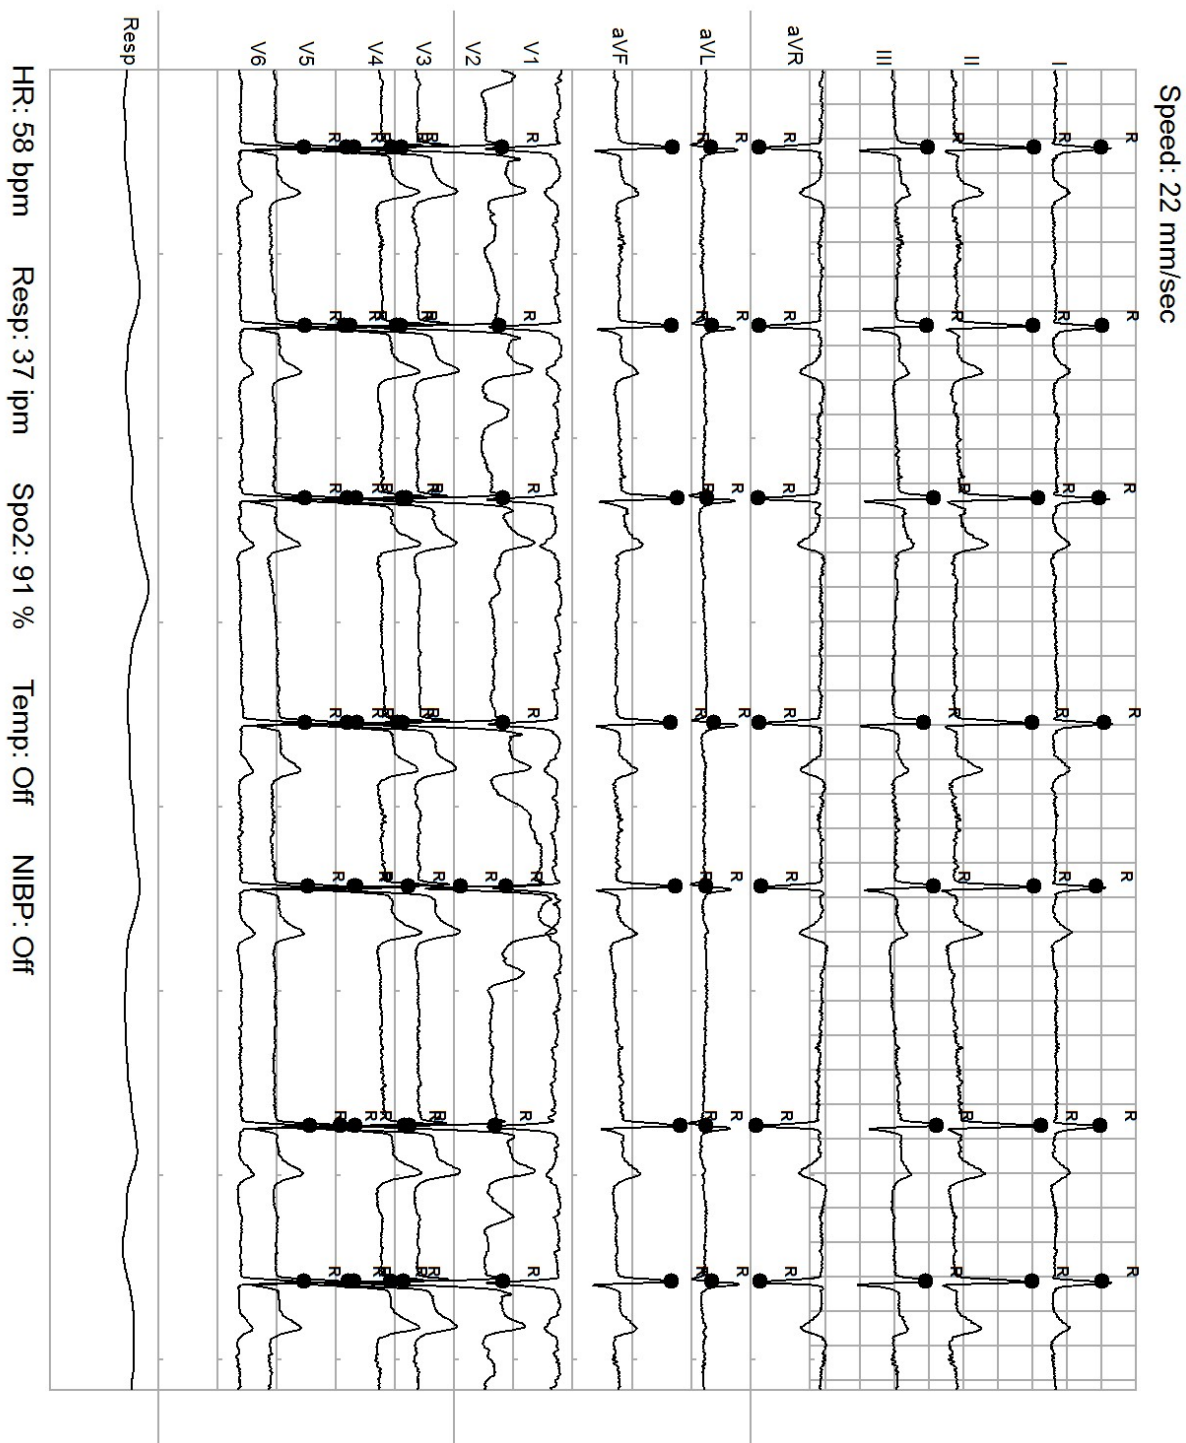 Speed: 22 mm/sec
I
II
III
aVR
aVL
aVF
V1
V2
V3
V4
V5
V6
Resp
R R R R R R R
R R R R R R R
R R R R R R R
R R R R R R R
R R R R R R R
R R R R R R R
R R R R R R R
HR: 58 bpm Resp: 37 ipm Spo2: 91 % Temp: Off NIBP: Off